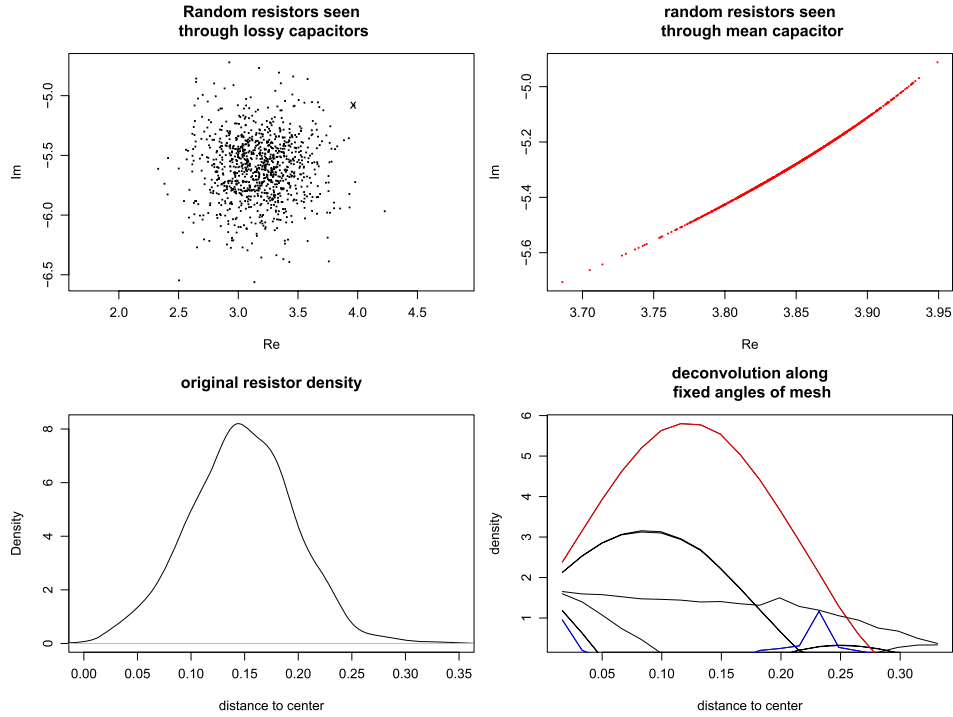 Random resistors seen
through lossy capacitors
Im
−5.0
−5.5
−6.0
−6.5
2.0 2.5 3.0 3.5 4.0 4.5
Re
x
random resistors seen
through mean capacitor
Im
−5.0
−5.2
−5.4
−5.6
3.70 3.75 3.80 3.85 3.90 3.95
Re
original resistor density
Density
8
6
4
2
0
0.00 0.05 0.10 0.15 0.20 0.25 0.30 0.35
distance to center
deconvolution along
fixed angles of mesh
density
6
5
4
3
2
1
0.05 0.10 0.15 0.20 0.25 0.30
distance to center